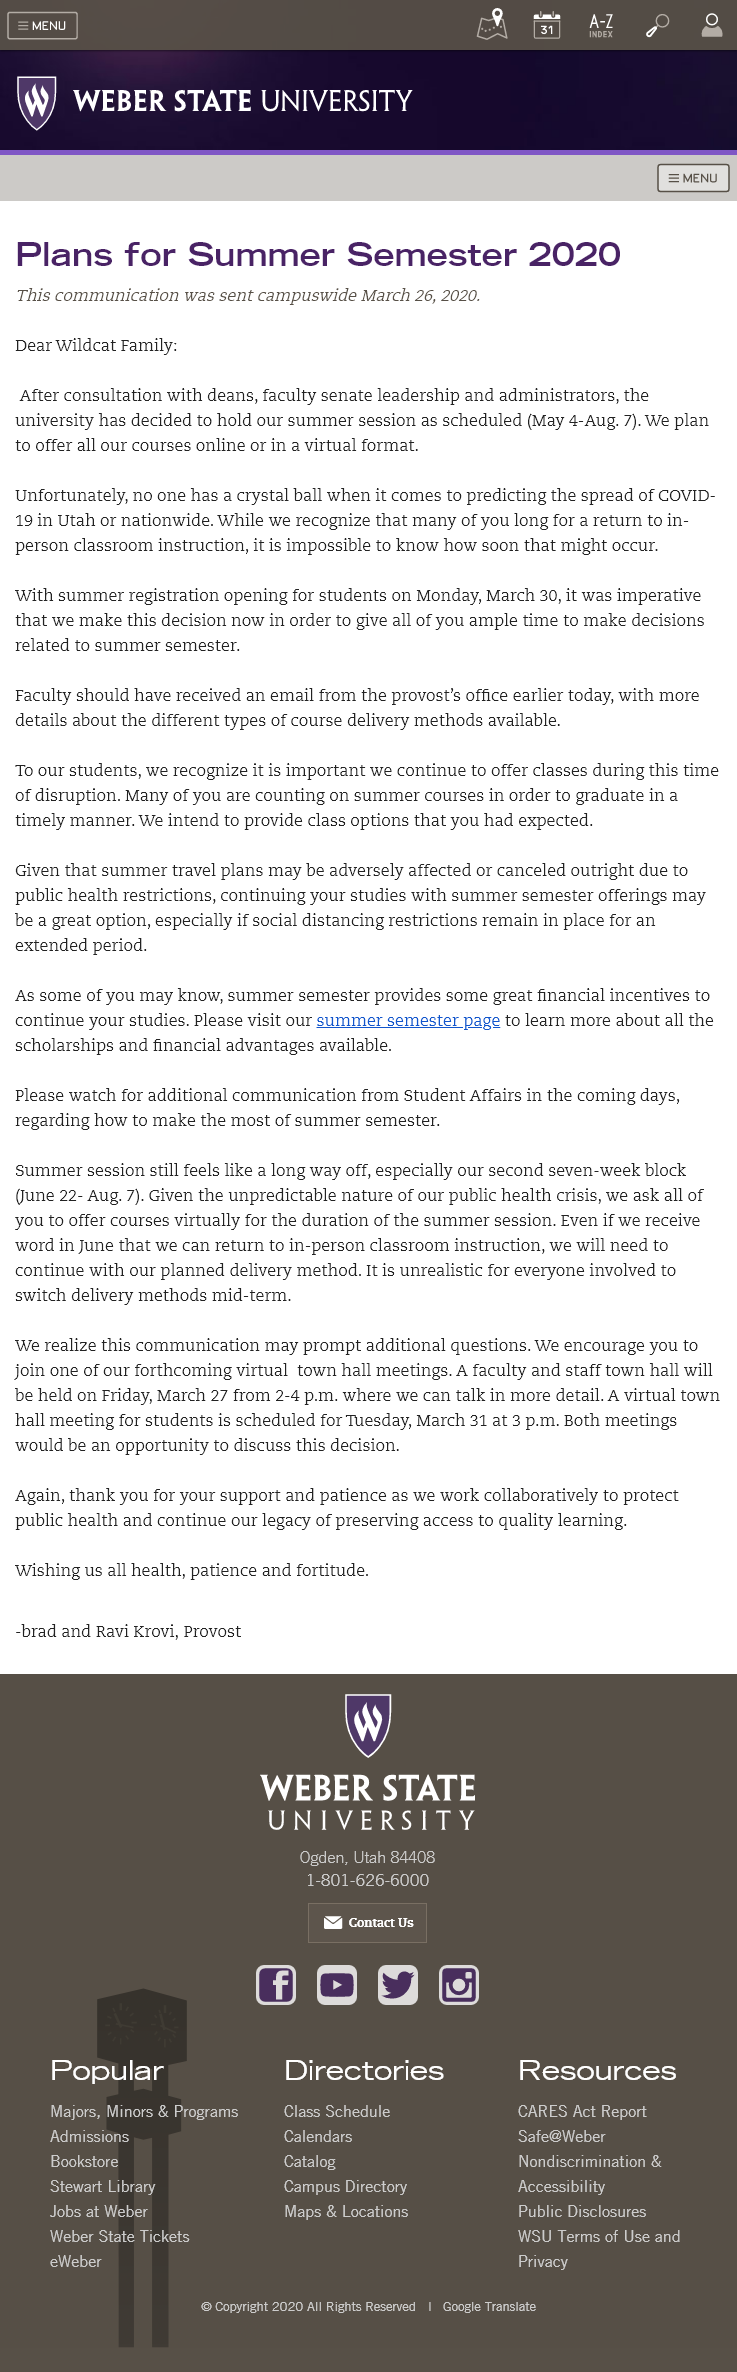 MENU
31
A-Z
INDEX
WEBER STATE UNIVERSITY
MENU
Plans for Summer Semester 2020
This communication was sent campuswide March 26, 2020.
Dear Wildcat Family:
After consultation with deans, faculty senate leadership and administrators, the
university has decided to hold our summer session as scheduled (May 4-Aug. 7). We plan
to offer all our courses online or in a virtual format.
Unfortunately, no one has a crystal ball when it comes to predicting the spread of COVID-
19 in Utah or nationwide. While we recognize that many of you long for a return to in-
person classroom instruction, it is impossible to know how soon that might occur.
With summer registration opening for students on Monday, March 30, it was imperative
that we make this decision now in order to give all of you ample time to make decisions
related to summer semester.
Faculty should have received an email from the provost’s office earlier today, with more
details about the different types of course delivery methods available.
To our students, we recognize it is important we continue to offer classes during this time
of disruption. Many of you are counting on summer courses in order to graduate in a
timely manner. We intend to provide class options that you had expected.
Given that summer travel plans may be adversely affected or canceled outright due to
public health restrictions, continuing your studies with summer semester offerings may
be a great option, especially if social distancing restrictions remain in place for an
extended period.
As some of you may know, summer semester provides some great financial incentives to
continue your studies. Please visit our summer semester page to learn more about all the
scholarships and financial advantages available.
Please watch for additional communication from Student Affairs in the coming days,
regarding how to make the most of summer semester.
Summer session still feels like a long way off, especially our second seven-week block
(June 22- Aug. 7). Given the unpredictable nature of our public health crisis, we ask all of
you to offer courses virtually for the duration of the summer session. Even if we receive
word in June that we can return to in-person classroom instruction, we will need to
continue with our planned delivery method. It is unrealistic for everyone involved to
switch delivery methods mid-term.
We realize this communication may prompt additional questions. We encourage you to
join one of our forthcoming virtual  town hall meetings. A faculty and staff town hall will
be held on Friday, March 27 from 2-4 p.m. where we can talk in more detail. A virtual town
hall meeting for students is scheduled for Tuesday, March 31 at 3 p.m. Both meetings
would be an opportunity to discuss this decision.
Again, thank you for your support and patience as we work collaboratively to protect
public health and continue our legacy of preserving access to quality learning.
Wishing us all health, patience and fortitude.
-brad and Ravi Krovi, Provost
WEBER STATE
UNIVERSITY
Ogden, Utah 84408
1-801-626-6000
Contact Us
Popular
Majors, Minors & Programs
Admissions
Bookstore
Stewart Library
Jobs at Weber
Weber State Tickets
eWeber
Directories
Class Schedule
Calendars
Catalog
Campus Directory
Maps & Locations
Resources
CARES Act Report
Safe@Weber
Nondiscrimination &
Accessibility
Public Disclosures
WSU Terms of Use and
Privacy
© Copyright 2020 All Rights Reserved | Google Translate